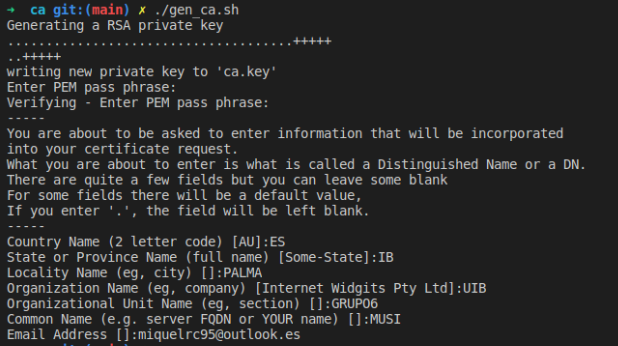 ➜ ca git:(main) ✗ ./gen_ca.sh
Generating a RSA private key
.....................................+++++
..+++++
writing new private key to 'ca.key'
Enter PEM pass phrase:
Verifying - Enter PEM pass phrase:
-----
You are about to be asked to enter information that will be incorporated
into your certificate request.
What you are about to enter is what is called a Distinguished Name or a DN.
There are quite a few fields but you can leave some blank
For some fields there will be a default value,
If you enter '.', the field will be left blank.
-----
Country Name (2 letter code) [AU]:ES
State or Province Name (full name) [Some-State]:IB
Locality Name (eg, city) []:PALMA
Organization Name (eg, company) [Internet Widgits Pty Ltd]:UIB
Organizational Unit Name (eg, section) []:GRUPO6
Common Name (e.g. server FQDN or YOUR name) []:MUSI
Email Address []:miquelrc95@outlook.es